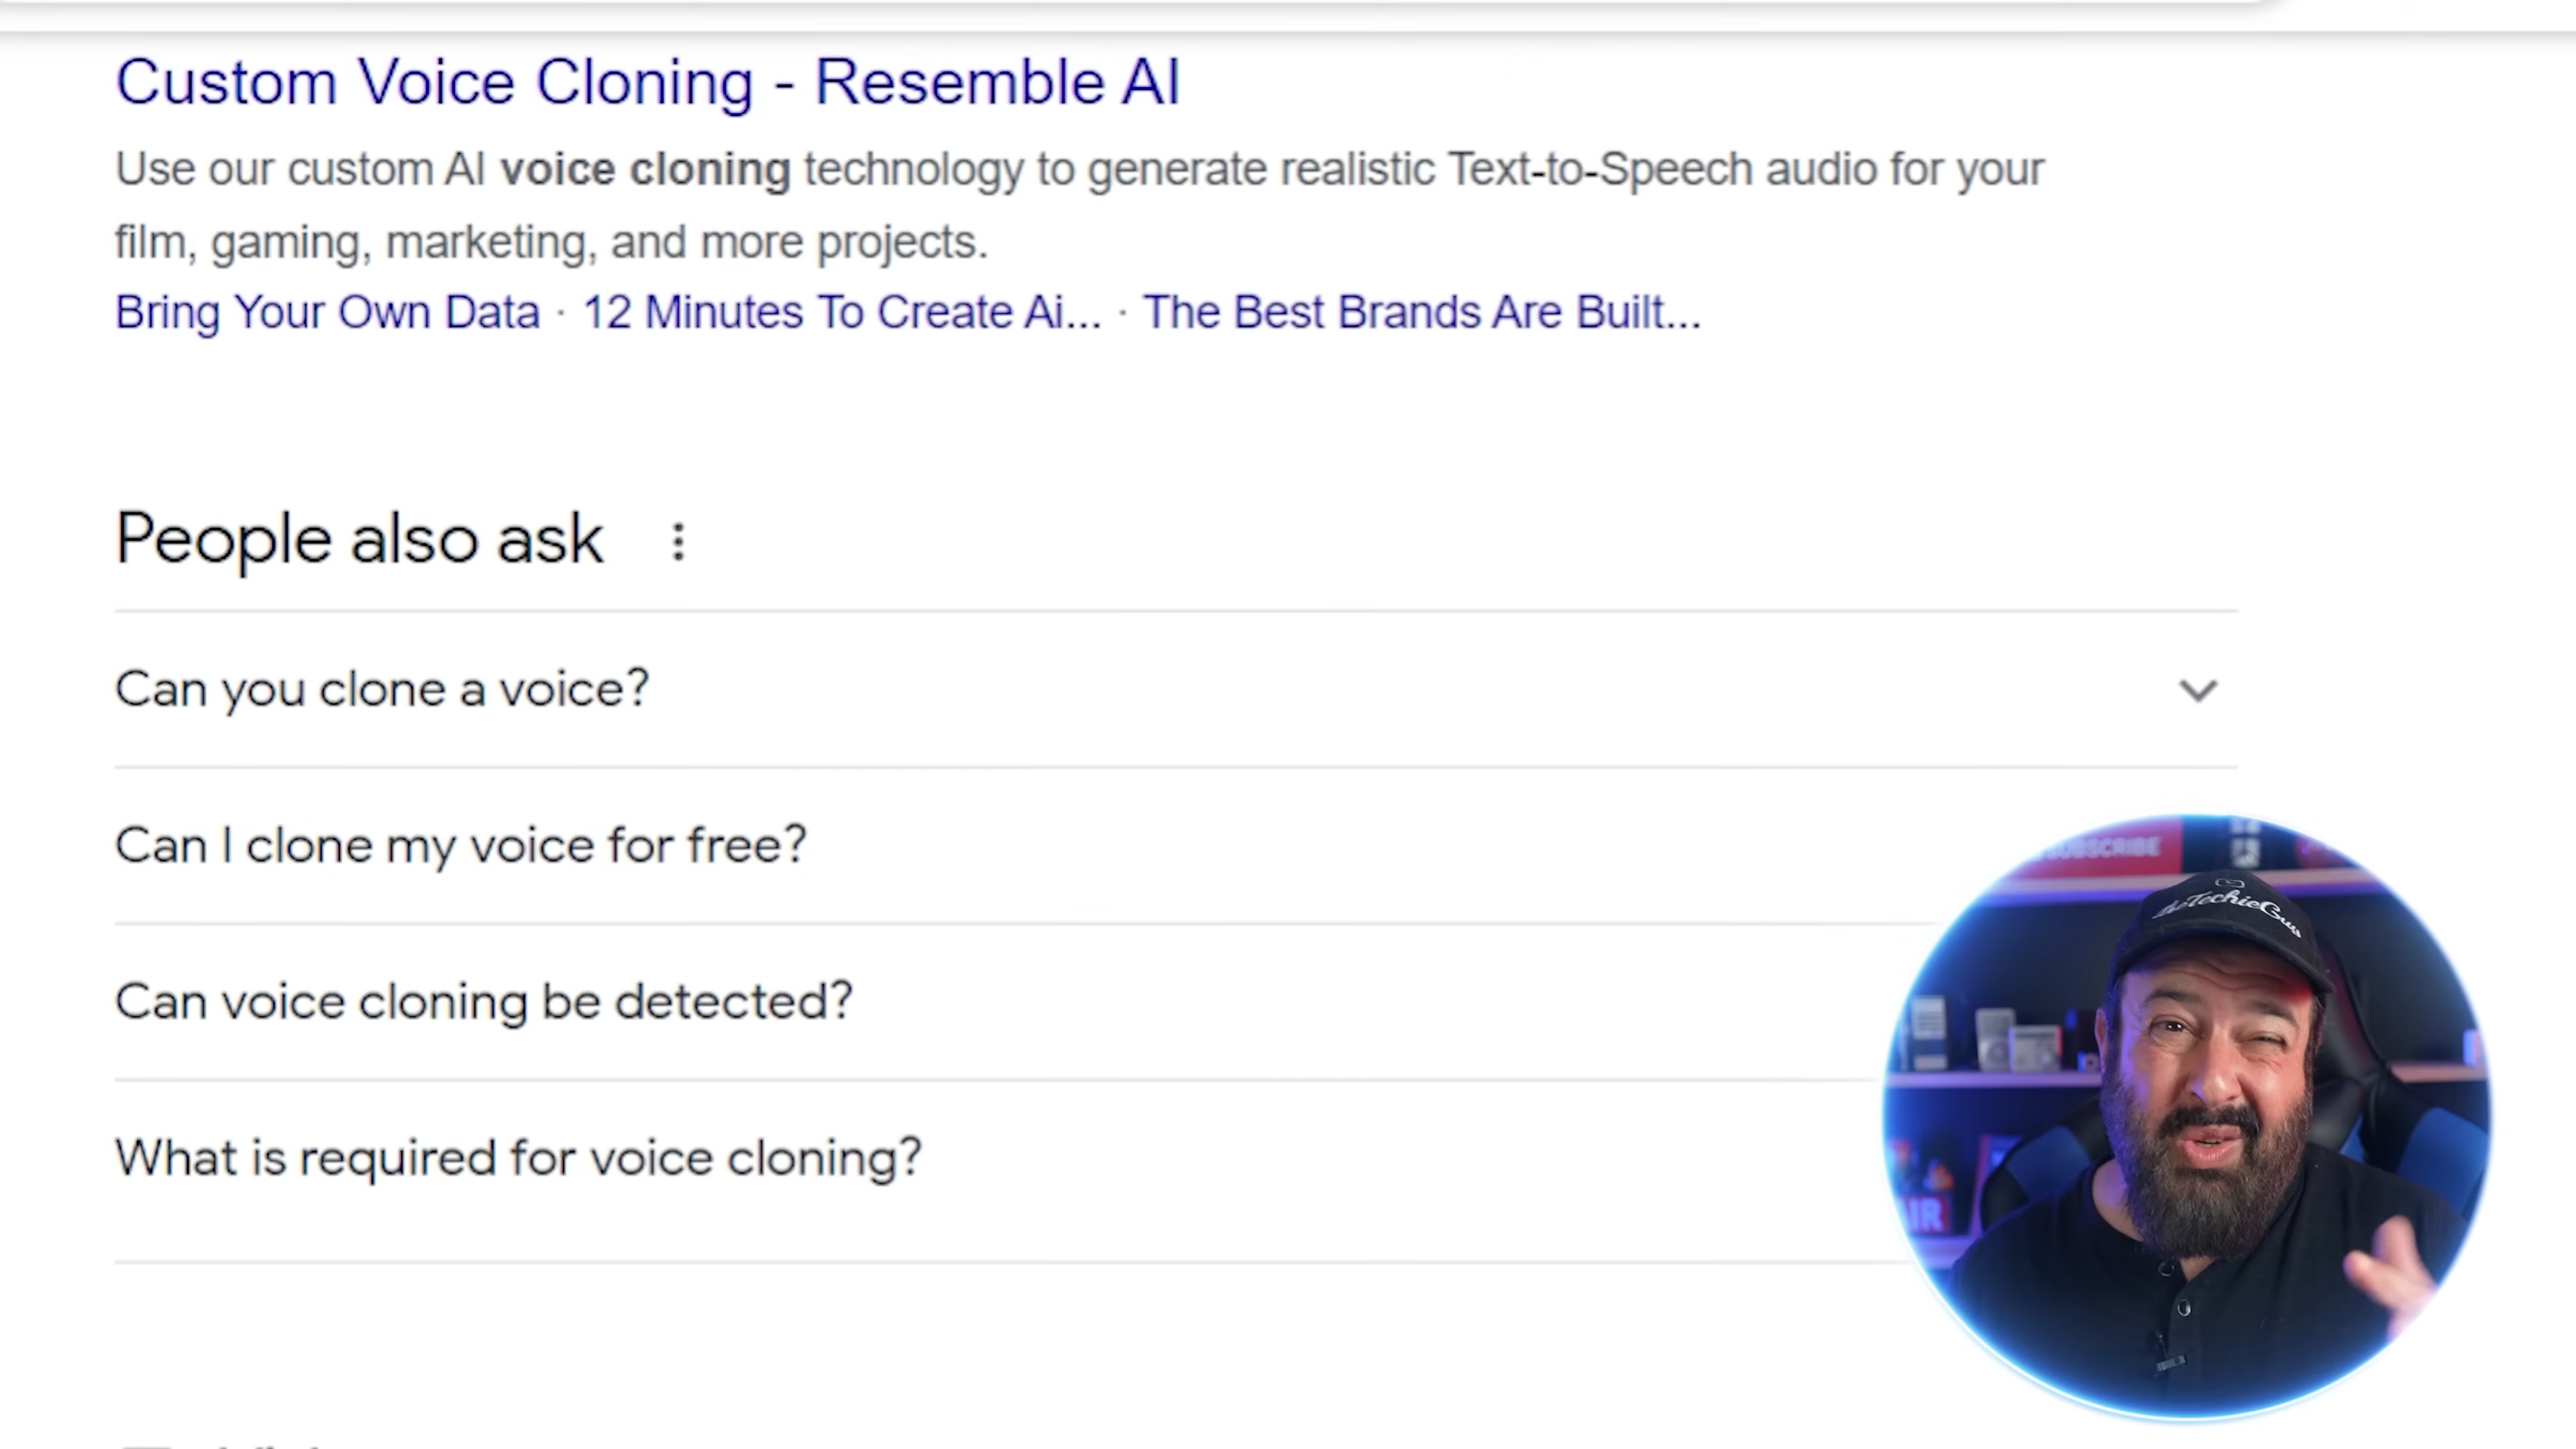 Custom Voice Cloning - Resemble AI
Use our custom AI voice cloning technology to generate realistic Text-to-Speech audio for your
film, gaming, marketing, and more projects.
Bring Your Own Data · 12 Minutes To Create Ai... · The Best Brands Are Built...
People also ask
Can you clone a voice?
Can I clone my voice for free?
Can voice cloning be detected?
What is required for voice cloning?
SUBSCRIBE
theTechieGuy